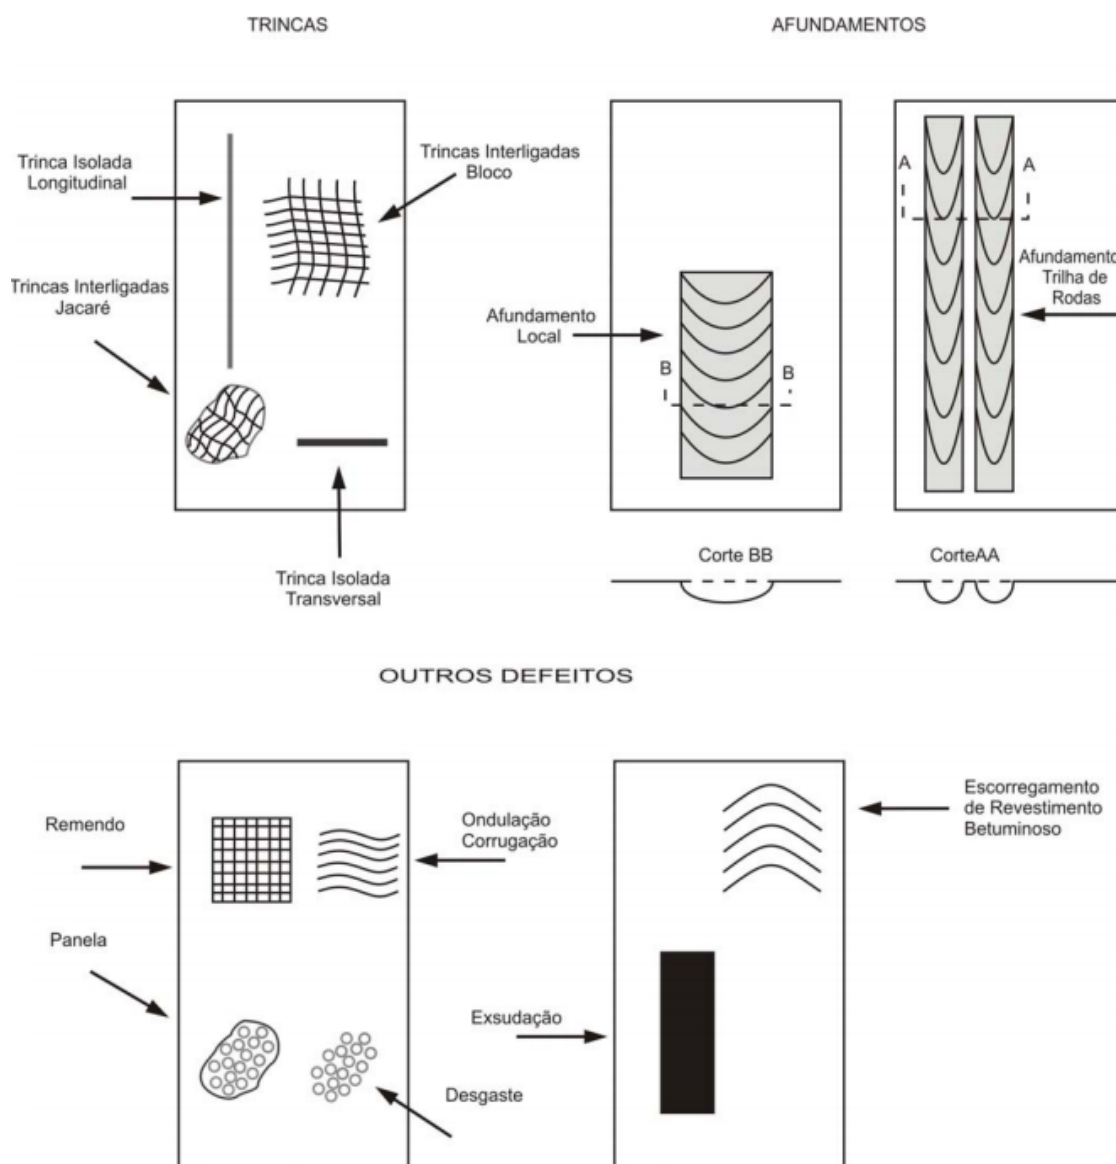 TRINCAS
AFUNDAMENTOS
Trinca Isolada
Longitudinal
Trincas Interligadas
Bloco
Trincas Interligadas
Jacaré
Trinca Isolada
Transversal
Afundamento
Local
B
B
Corte BB
A
A
Afundamento
Trilha de
Rodas
CorteAA
OUTROS DEFEITOS
Remendo
Ondulação
Corrugação
Panela
Desgaste
Escorregamento
de Revestimento
Betuminoso
Exsudação